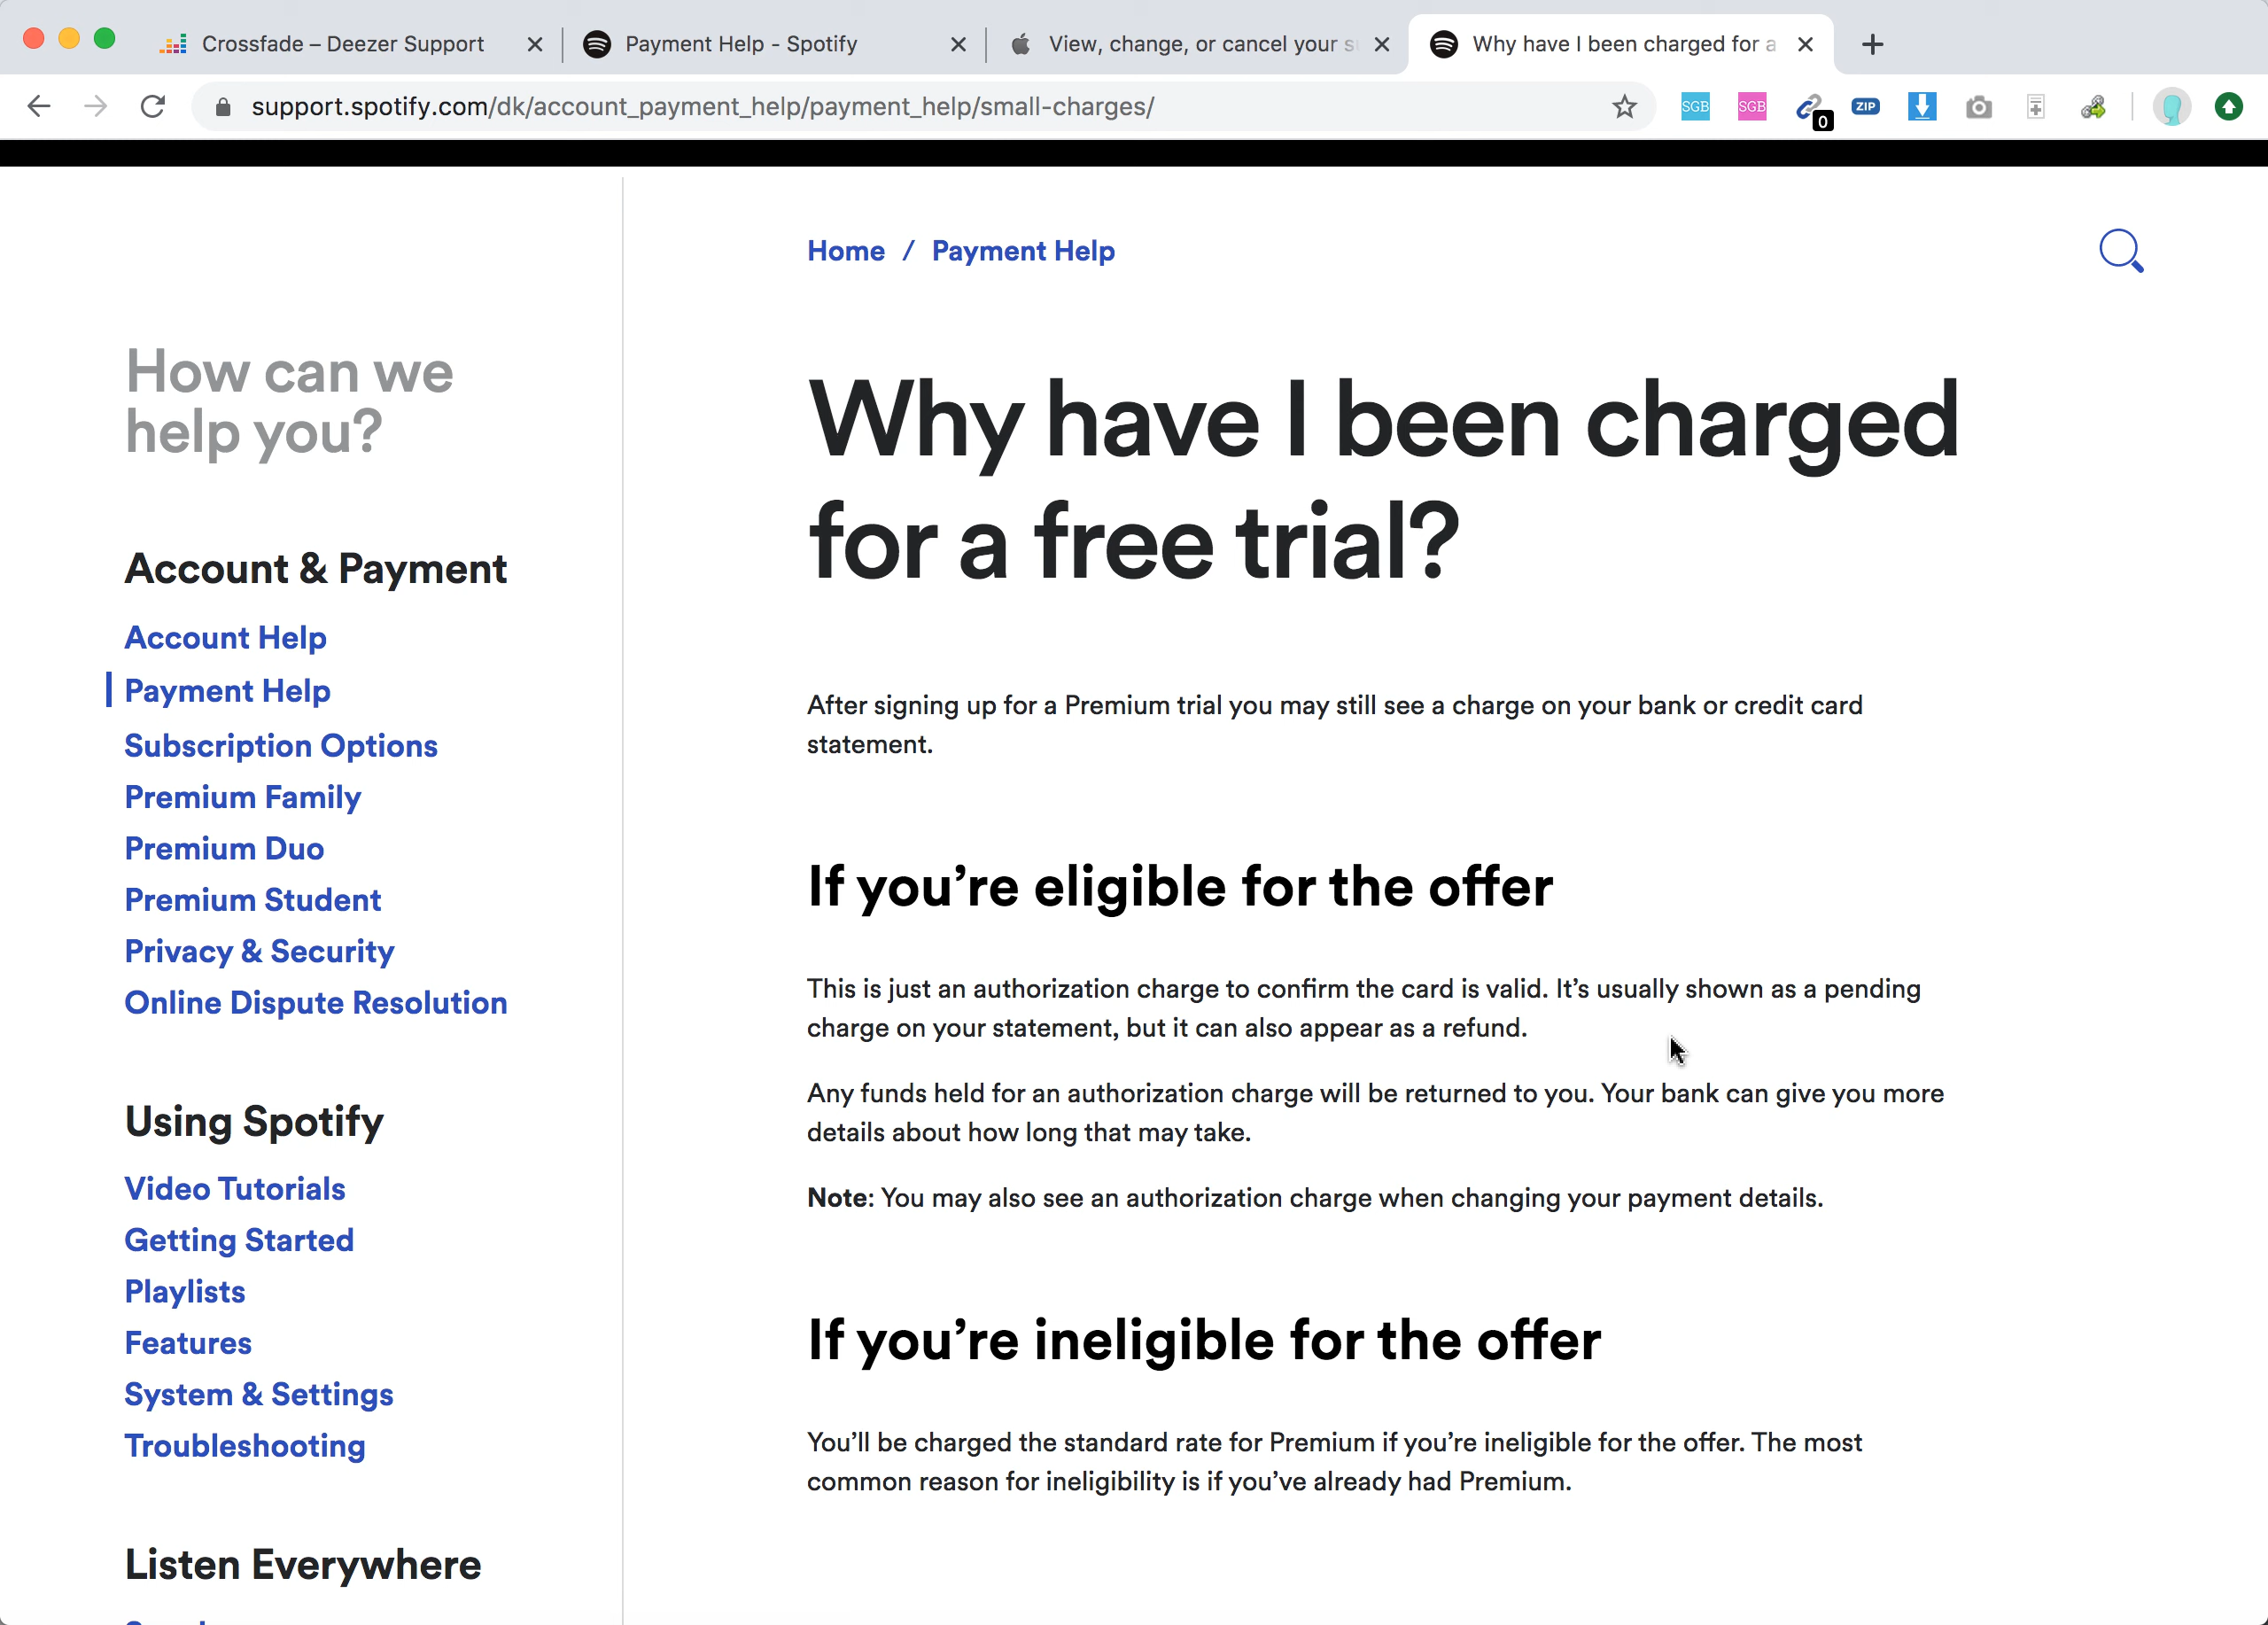 Crossfade – Deezer Support
Payment Help - Spotify
View, change, or cancel your s
Why have I been charged for a
support.spotify.com/dk/account_payment_help/payment_help/small-charges/
SGB
SGB
0
ZIP
Home / Payment Help
How can we
help you?
Account & Payment
Account Help
Payment Help
Subscription Options
Premium Family
Premium Duo
Premium Student
Privacy & Security
Online Dispute Resolution
Using Spotify
Video Tutorials
Getting Started
Playlists
Features
System & Settings
Troubleshooting
Listen Everywhere
Why have I been charged
for a free trial?
After signing up for a Premium trial you may still see a charge on your bank or credit card
statement.
If you’re eligible for the offer
This is just an authorization charge to confirm the card is valid. It’s usually shown as a pending
charge on your statement, but it can also appear as a refund.
Any funds held for an authorization charge will be returned to you. Your bank can give you more
details about how long that may take.
Note: You may also see an authorization charge when changing your payment details.
If you’re ineligible for the offer
You’ll be charged the standard rate for Premium if you’re ineligible for the offer. The most
common reason for ineligibility is if you’ve already had Premium.